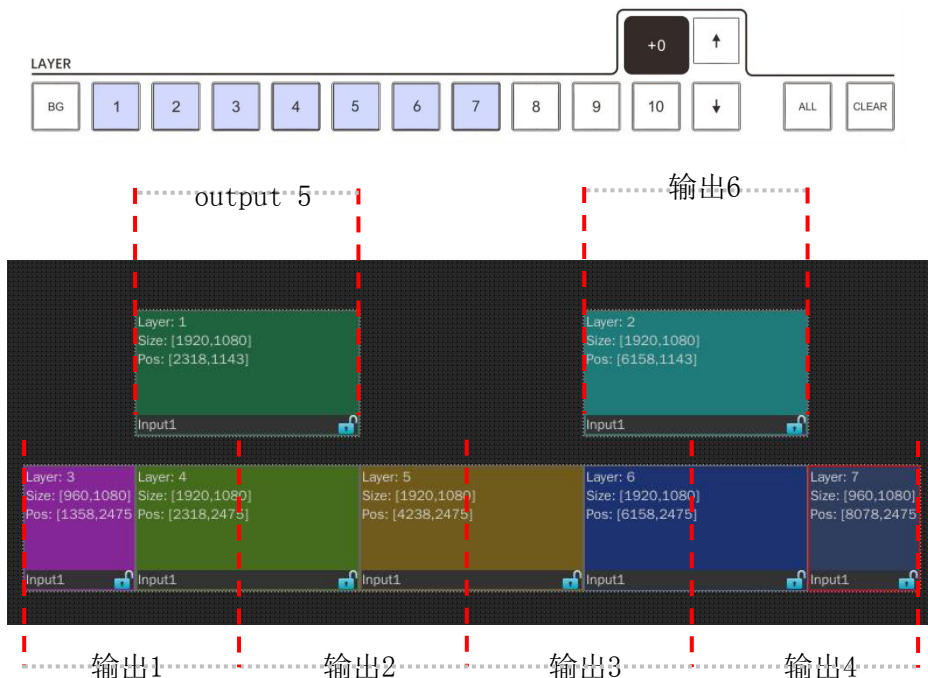 +0
LAYER
BG 1 2 3 4 5 6 7 8 9 10 ALL CLEAR
output 5
输出6
Layer: 1
Size: [1920,1080]
Pos: [2318,1143]
Input1
Layer: 2
Size: [1920,1080]
Pos: [6158,1143]
Input1
Layer: 3
Size: [960,1080]
Pos: [1358,2475
Input1
Layer: 4
Size: [1920,1080]
Pos: [2318,2475]
Input1
Layer: 5
Size: [1920,1080]
Pos: [4238,2475]
Input1
Layer: 6
Size: [1920,1080]
Pos: [6158,2475]
Input1
Layer: 7
Size: [960,1080]
Pos: [8078,2475
Input1
输出1
输出2
输出3
输出4